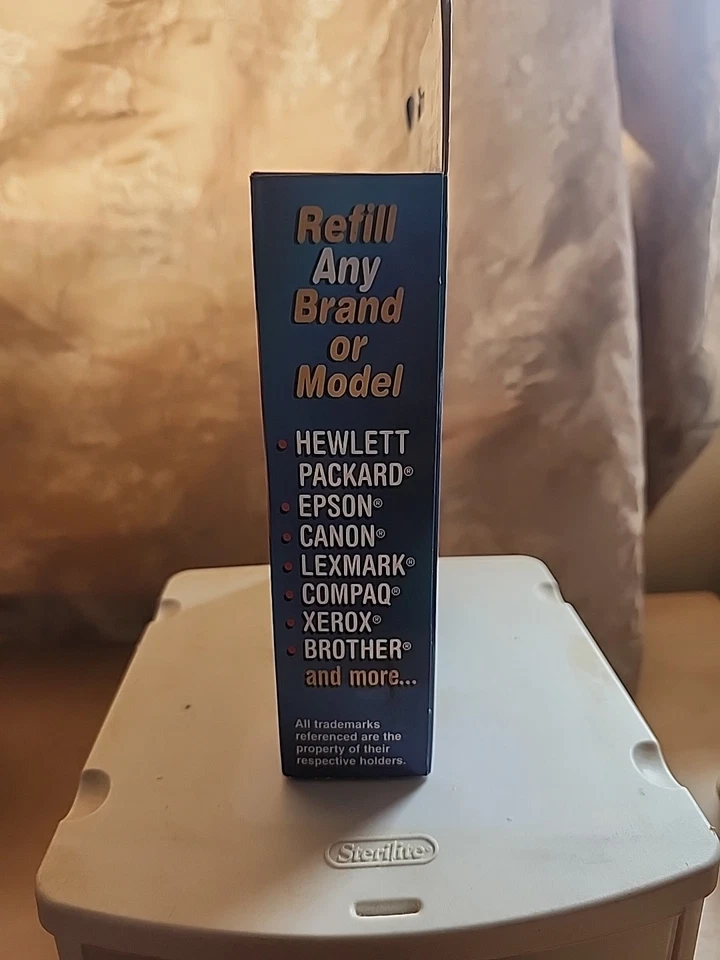 Refill
Any
Brand
or
Model
• HEWLETT
PACKARD®
• EPSON®
• CANON®
• LEXMARK®
• COMPAQ®
• XEROX®
• BROTHER®
and more...
All trademarks
referenced are the
property of their
respective holders.
Sterilite®